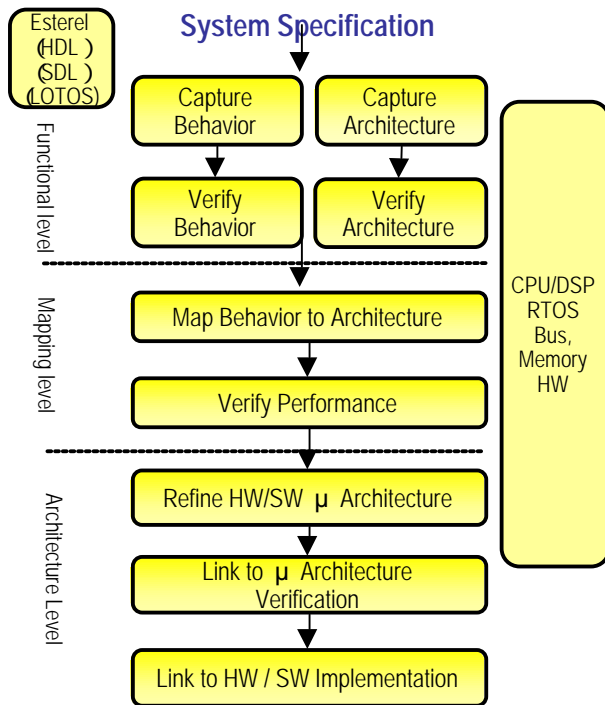 Esterel
(HDL )
(SDL )
(LOTOS)
System Specification
Capture
Behavior
Capture
Architecture
Functional level
Verify
Behavior
Verify
Architecture
CPU/DSP
RTOS
Bus,
Memory
HW
Mapping level
Map Behavior to Architecture
Verify Performance
Architecture Level
Refine HW/SW µ Architecture
Link to µ Architecture
Verification
Link to HW / SW Implementation